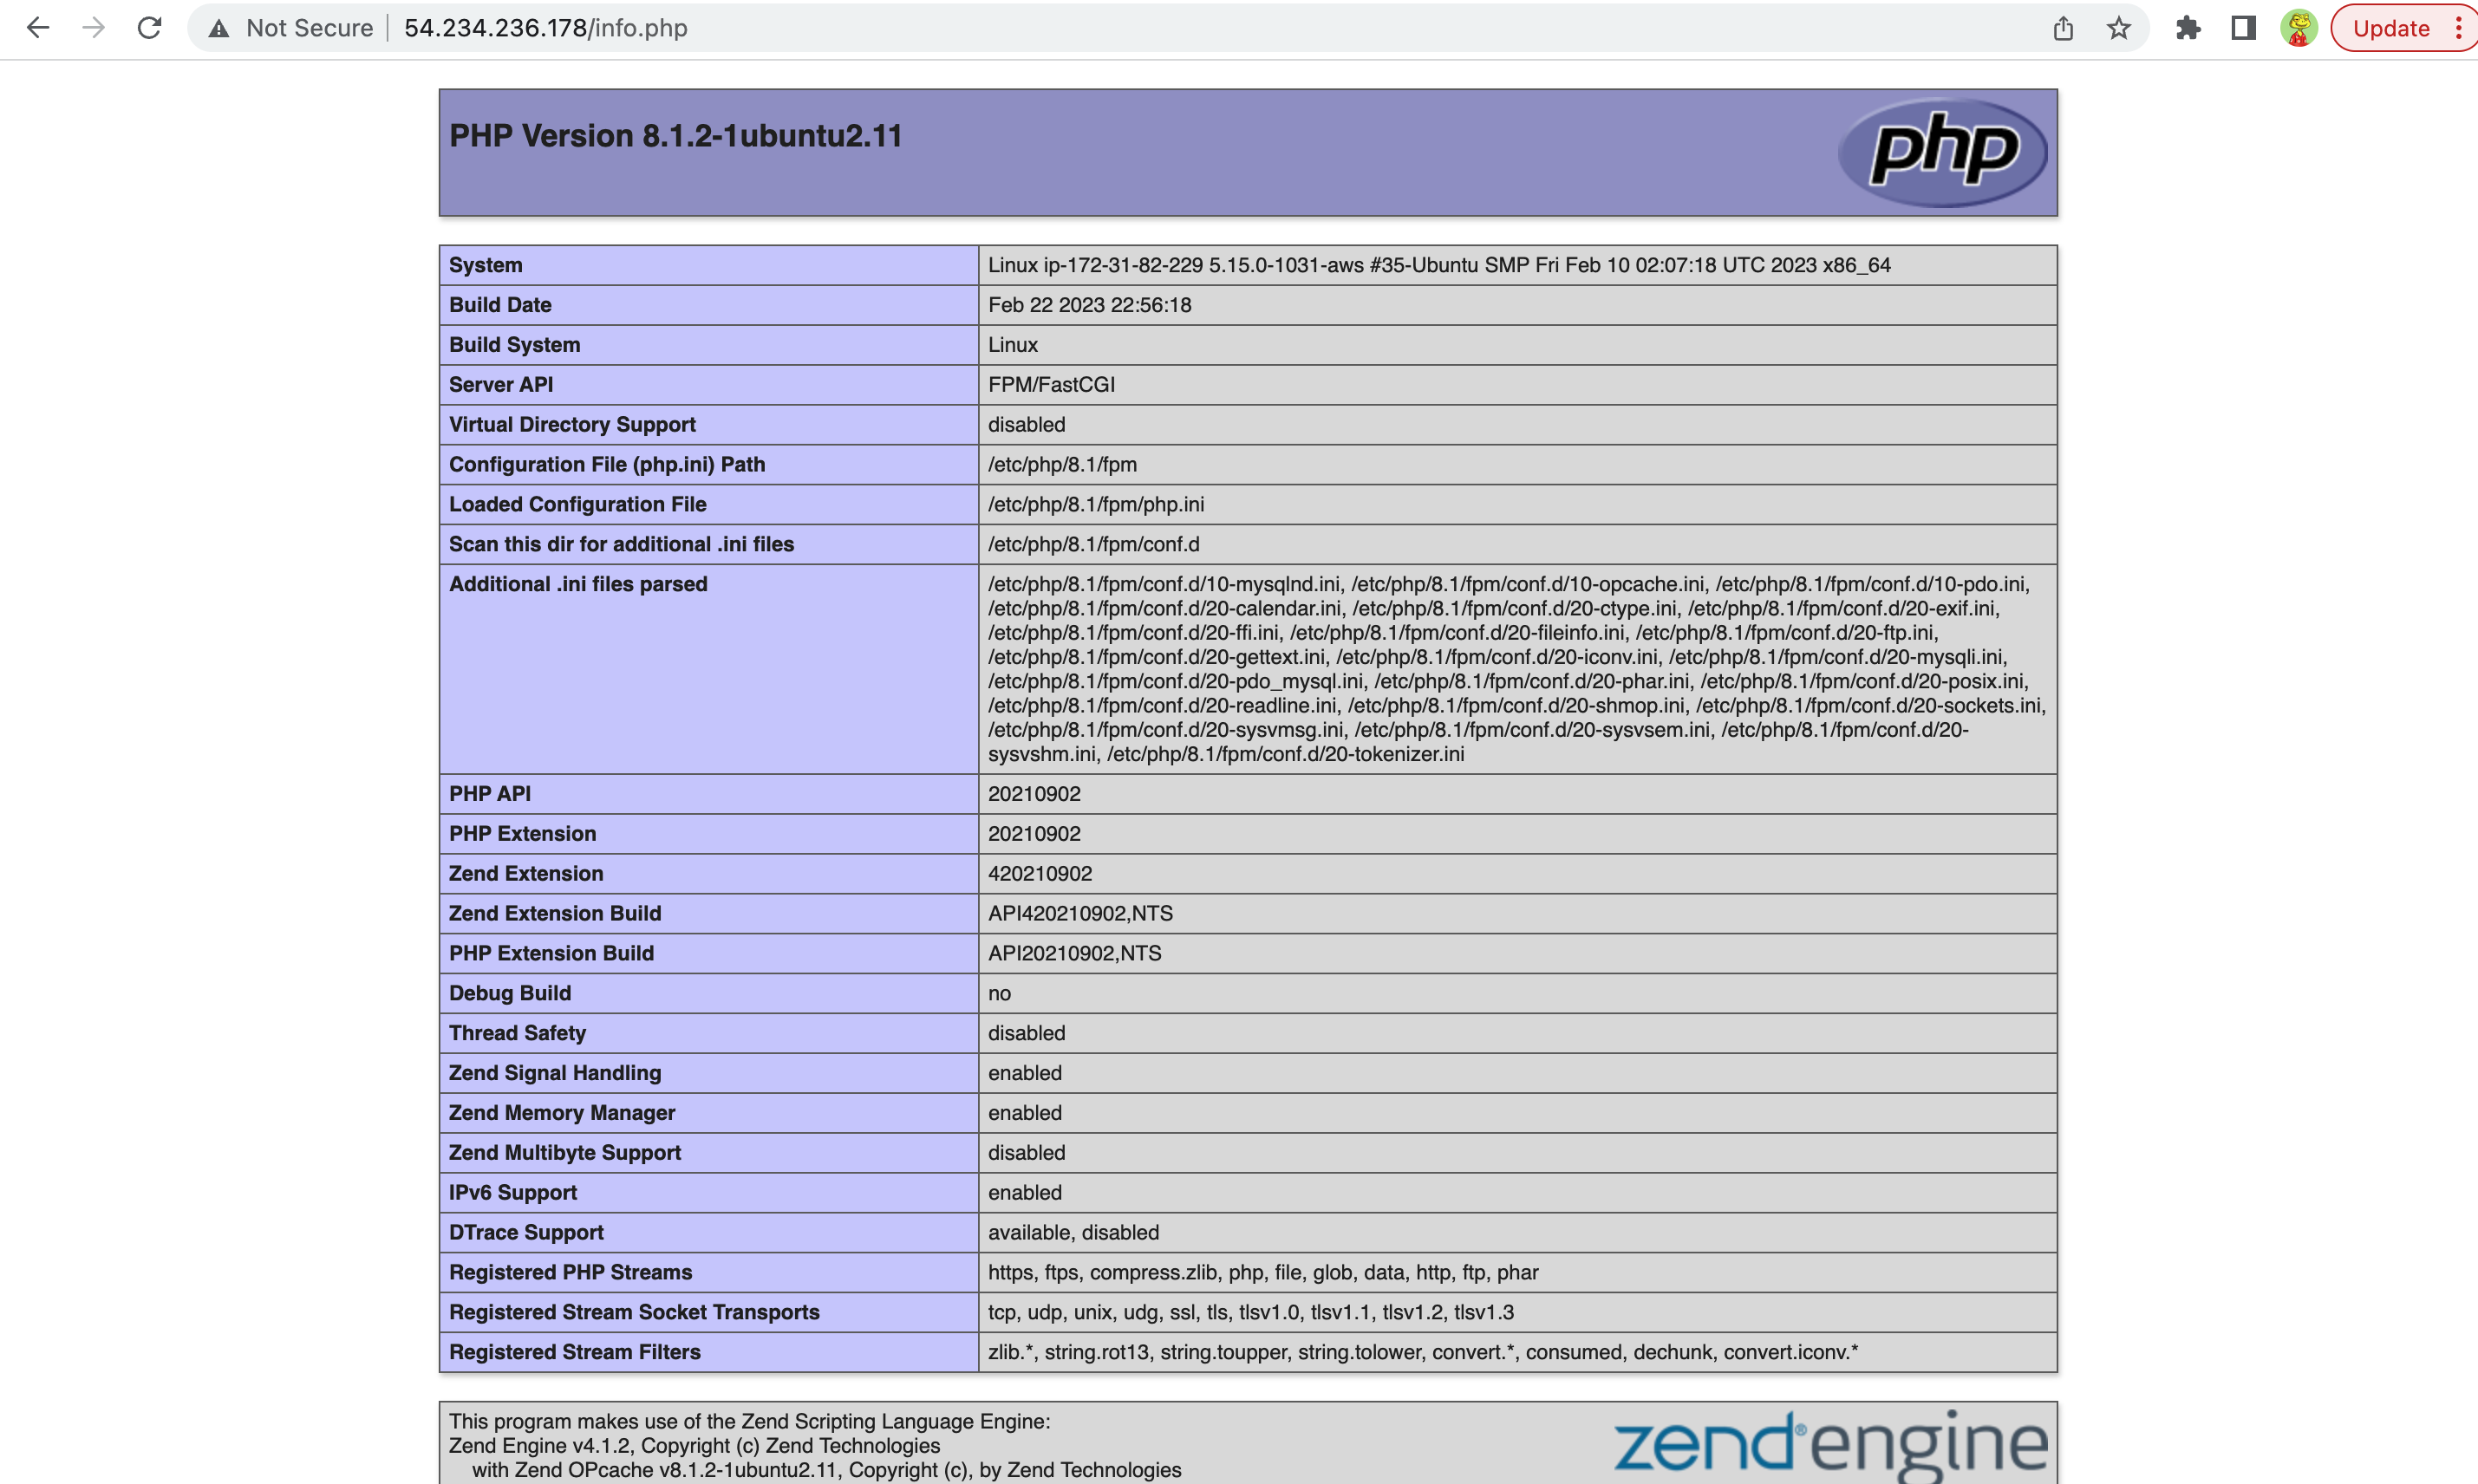 Not Secure 54.234.236.178/info.php Update
PHP Version 8.1.2-1ubuntu2.11 php
System Linux ip-172-31-82-229 5.15.0-1031-aws #35-Ubuntu SMP Fri Feb 10 02:07:18 UTC 2023 x86_64
Build Date Feb 22 2023 22:56:18
Build System Linux
Server API FPM/FastCGI
Virtual Directory Support disabled
Configuration File (php.ini) Path /etc/php/8.1/fpm
Loaded Configuration File /etc/php/8.1/fpm/php.ini
Scan this dir for additional .ini files /etc/php/8.1/fpm/conf.d
Additional .ini files parsed /etc/php/8.1/fpm/conf.d/10-mysqlnd.ini, /etc/php/8.1/fpm/conf.d/10-opcache.ini, /etc/php/8.1/fpm/conf.d/10-pdo.ini,
/etc/php/8.1/fpm/conf.d/20-calendar.ini, /etc/php/8.1/fpm/conf.d/20-ctype.ini, /etc/php/8.1/fpm/conf.d/20-exif.ini,
/etc/php/8.1/fpm/conf.d/20-ffi.ini, /etc/php/8.1/fpm/conf.d/20-fileinfo.ini, /etc/php/8.1/fpm/conf.d/20-ftp.ini,
/etc/php/8.1/fpm/conf.d/20-gettext.ini, /etc/php/8.1/fpm/conf.d/20-iconv.ini, /etc/php/8.1/fpm/conf.d/20-mysqli.ini,
/etc/php/8.1/fpm/conf.d/20-pdo_mysql.ini, /etc/php/8.1/fpm/conf.d/20-phar.ini, /etc/php/8.1/fpm/conf.d/20-posix.ini,
/etc/php/8.1/fpm/conf.d/20-readline.ini, /etc/php/8.1/fpm/conf.d/20-shmop.ini, /etc/php/8.1/fpm/conf.d/20-sockets.ini,
/etc/php/8.1/fpm/conf.d/20-sysvmsg.ini, /etc/php/8.1/fpm/conf.d/20-sysvsem.ini, /etc/php/8.1/fpm/conf.d/20-
sysvshm.ini, /etc/php/8.1/fpm/conf.d/20-tokenizer.ini
PHP API 20210902
PHP Extension 20210902
Zend Extension 420210902
Zend Extension Build API420210902,NTS
PHP Extension Build API20210902,NTS
Debug Build no
Thread Safety disabled
Zend Signal Handling enabled
Zend Memory Manager enabled
Zend Multibyte Support disabled
IPv6 Support enabled
DTrace Support available, disabled
Registered PHP Streams https, ftps, compress.zlib, php, file, glob, data, http, ftp, phar
Registered Stream Socket Transports tcp, udp, unix, udg, ssl, tls, tlsv1.0, tlsv1.1, tlsv1.2, tlsv1.3
Registered Stream Filters zlib.*, string.rot13, string.toupper, string.tolower, convert.*, consumed, dechunk, convert.iconv.*
This program makes use of the Zend Scripting Language Engine:
Zend Engine v4.1.2, Copyright (c) Zend Technologies
with Zend OPcache v8.1.2-1ubuntu2.11, Copyright (c), by Zend Technologies
zend®engine